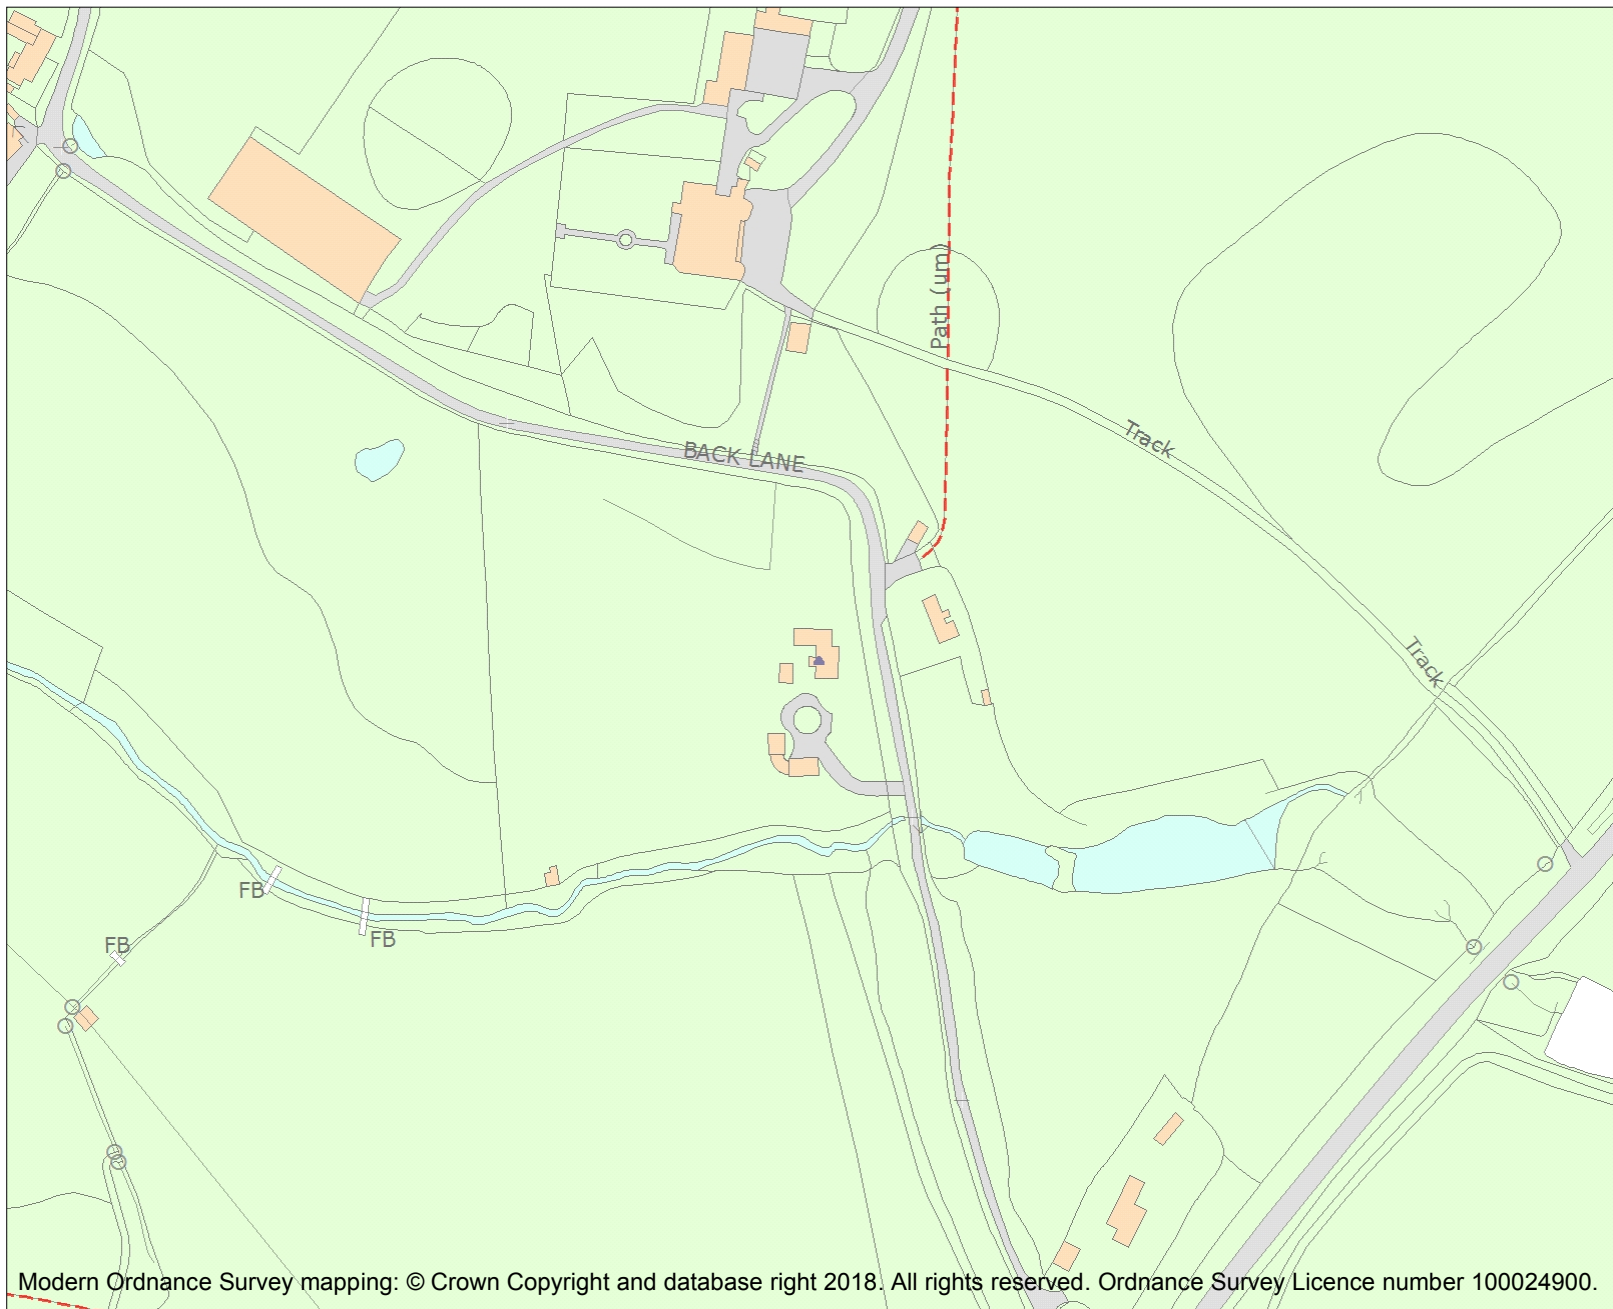 Path (um)
Track
BACK LANE
Track
FB
FB
FB
Modern Ordnance Survey mapping: © Crown Copyright and database right 2018. All rights reserved. Ordnance Survey Licence number 100024900.